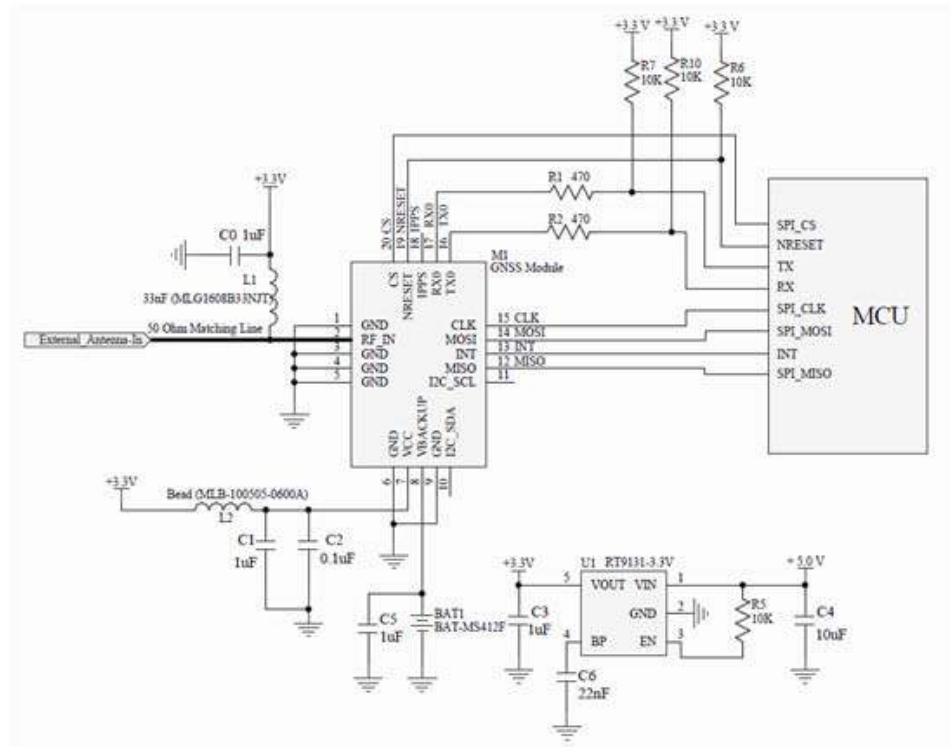 +3.3 V +3.3 V +3.3 V
R7 10K
R10 10K
R6 10K
R1 470
R2 470
+3.3V
C0 1uF
L1
33nF (MLG1608B33NJT)
50 Ohm Matching Line
External_Antenna-In
20 CS
19 NRESET
18 1PPS
17 RX0
16 TX0
M1
GNSS Module
CS
NRESET
1PPS
RX0
TX0
1 GND
2 RF_IN
3 GND
4 GND
5 GND
CLK 15 CLK
MOSI 14 MOSI
INT 13 INT
MISO 12 MISO
I2C_SCL 11
GND
VCC
VBACKUP
GND
I2C_SDA
6
7
8
9
10
SPI_CS
NRESET
TX
RX
SPI_CLK
SPI_MOSI
INT
SPI_MISO
MCU
+3.3V
Bead (MLB-100505-0600A)
L2
C1
1uF
C2
0.1uF
C5
1uF
BAT1
BAT-MS412F
+3.3V
U1 RT9131-3.3V
+ 5.0 V
5 VOUT VIN 1
GND 2
4 BP EN 3
C3
1uF
R5
10K
C4
10uF
C6
22nF